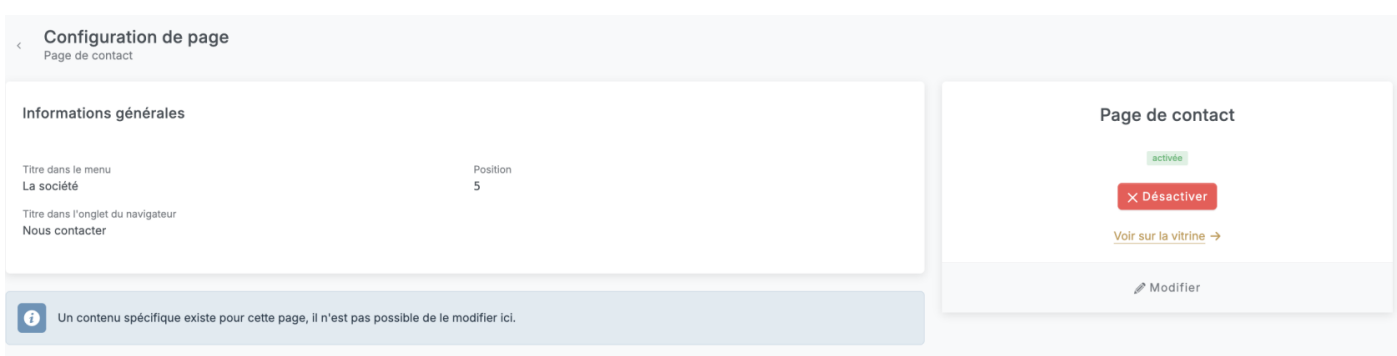 Configuration de page
Page de contact
Informations générales
Titre dans le menu
La société
Position
5
Titre dans l'onglet du navigateur
Nous contacter
Un contenu spécifique existe pour cette page, il n'est pas possible de le modifier ici.
Page de contact
activée
Désactiver
Voir sur la vitrine →
Modifier